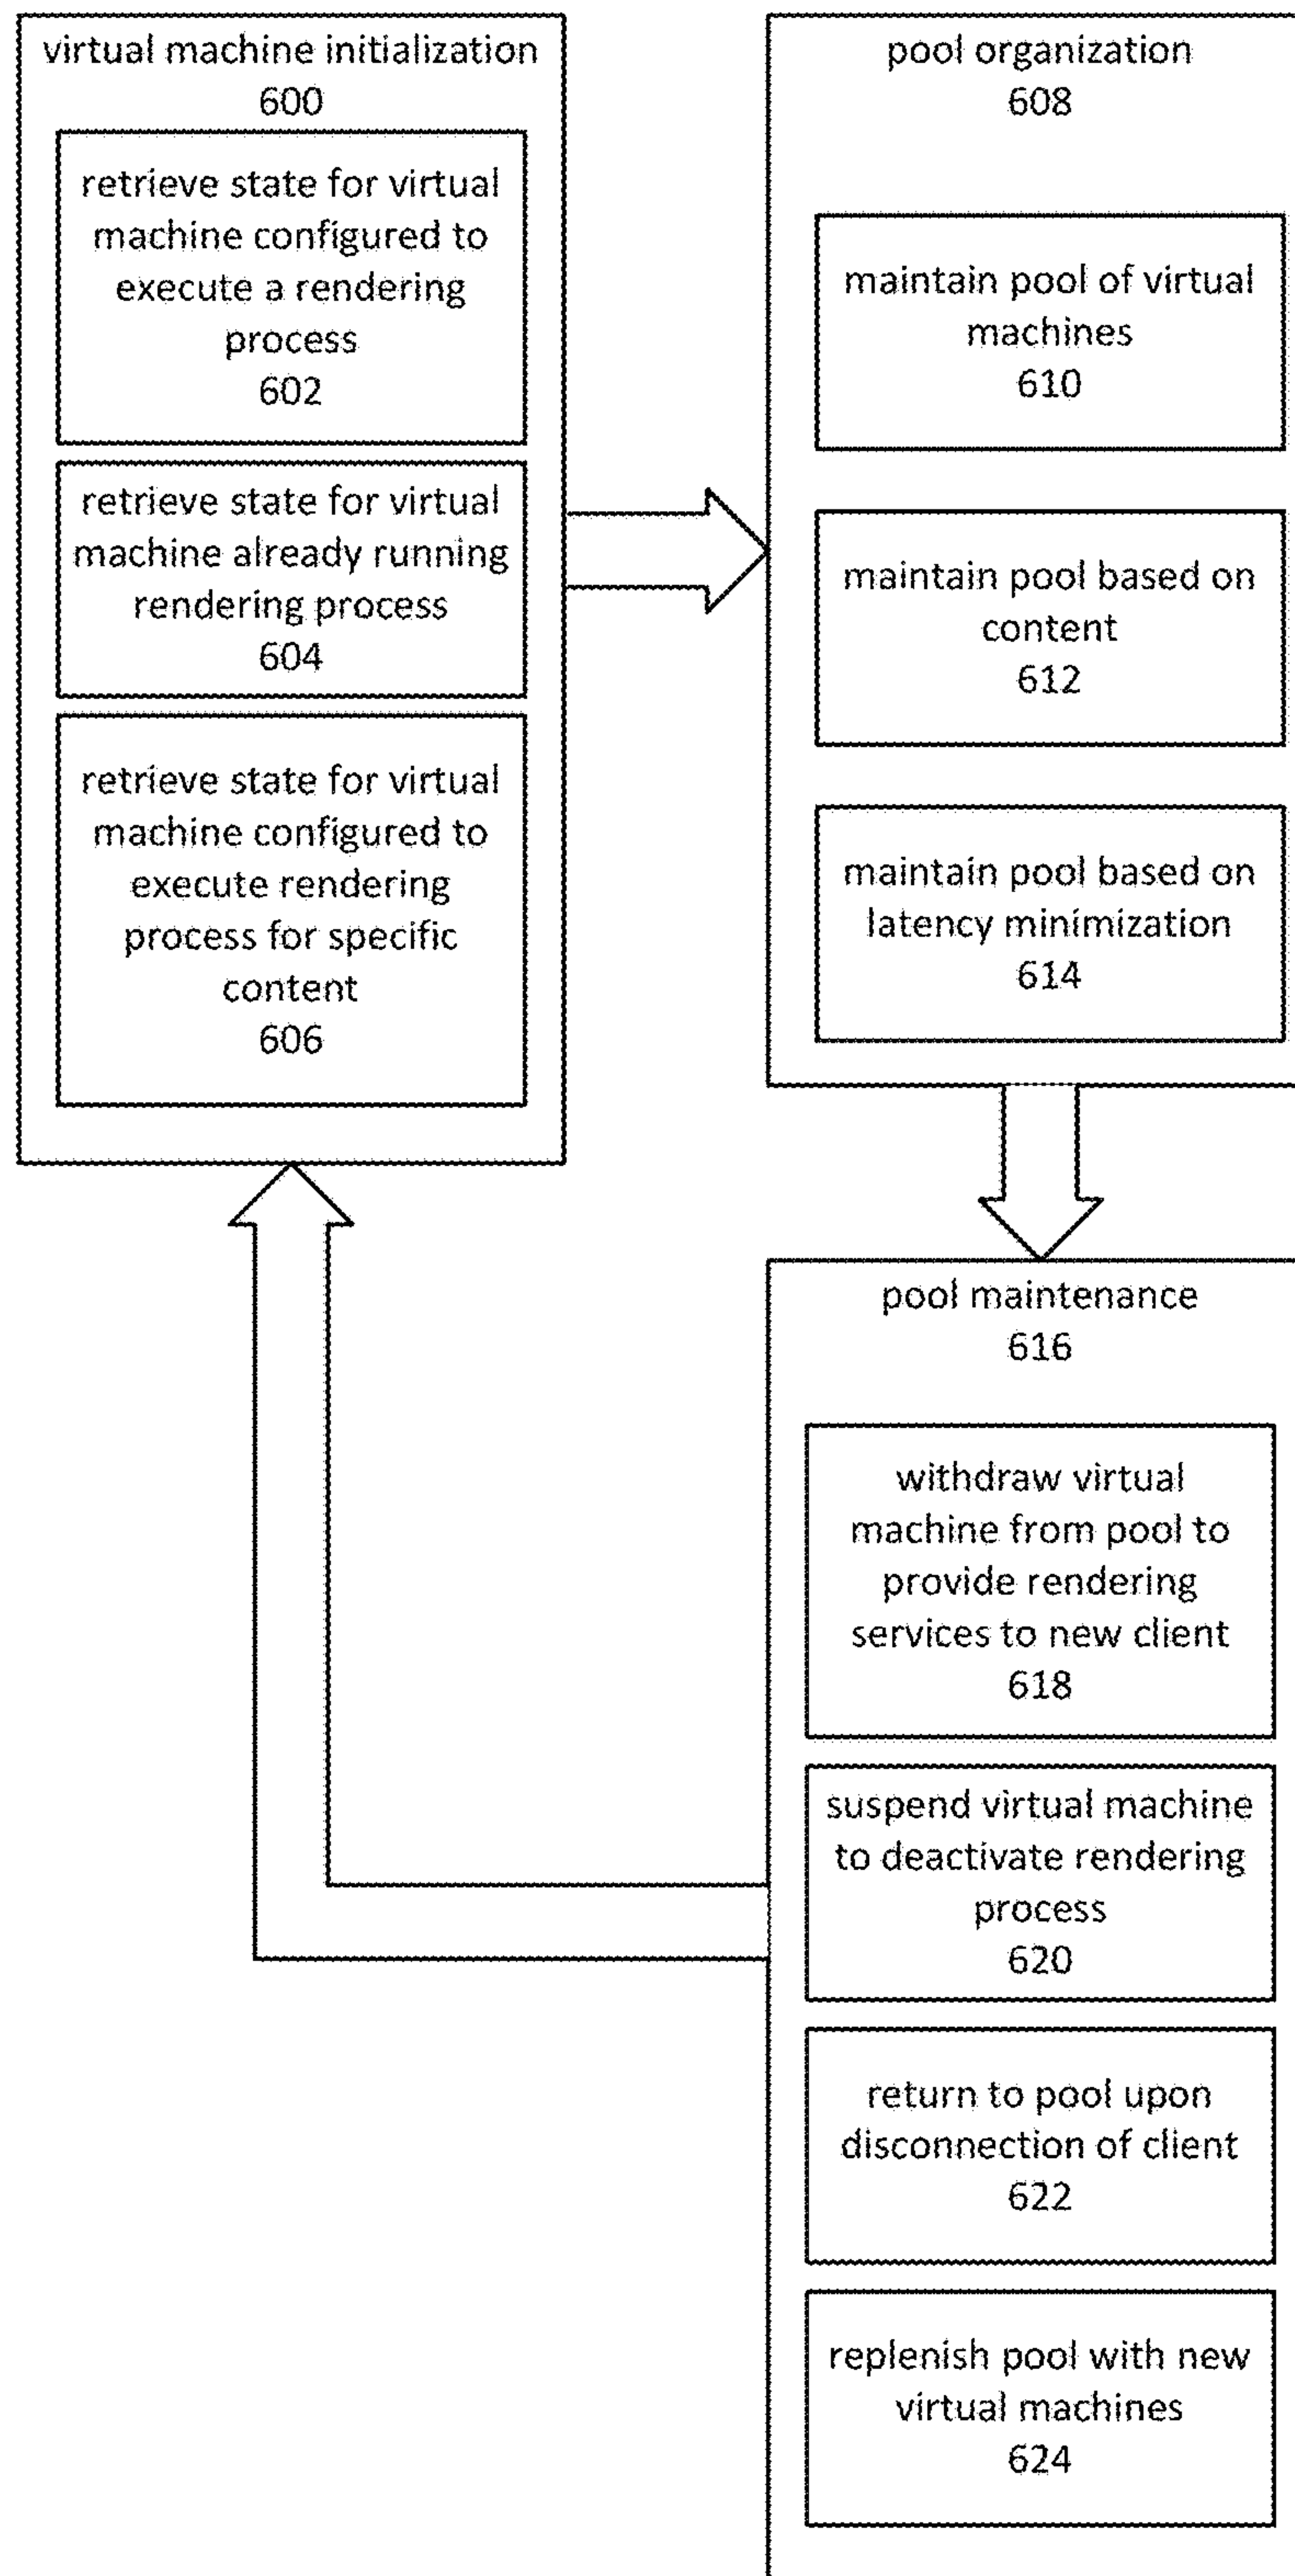 virtual machine initialization
600
retrieve state for virtual
machine configured to
execute a rendering
process
602
retrieve state for virtual
machine already running
rendering process
604
retrieve state for virtual
machine configured to
execute rendering
process for specific
content
606
pool organization
608
maintain pool of virtual
machines
610
maintain pool based on
content
612
maintain pool based on
latency minimization
614
pool maintenance
616
withdraw virtual
machine from pool to
provide rendering
services to new client
618
suspend virtual machine
to deactivate rendering
process
620
return to pool upon
disconnection of client
622
replenish pool with new
virtual machines
624